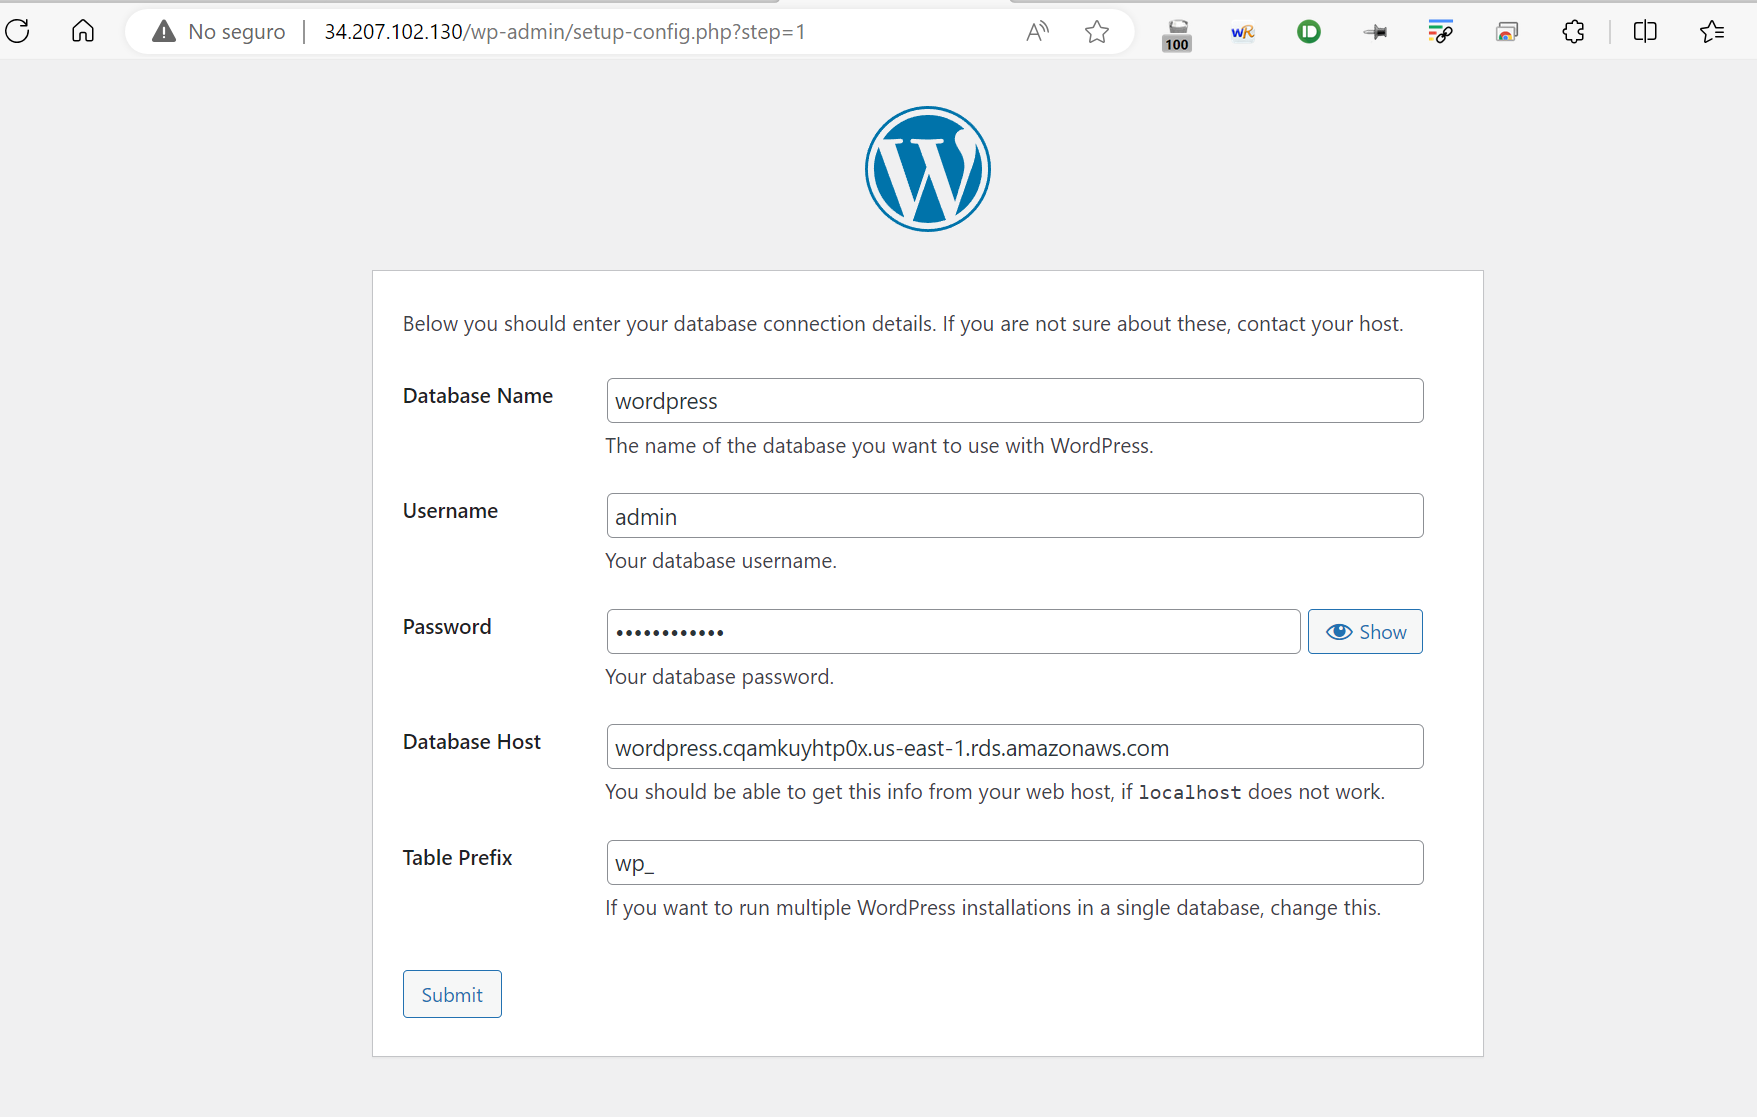 No seguro | 34.207.102.130/wp-admin/setup-config.php?step=1
A
100
wR
W
Below you should enter your database connection details. If you are not sure about these, contact your host.
Database Name
wordpress
The name of the database you want to use with WordPress.
Username
admin
Your database username.
Password
••••••••••••
Show
Your database password.
Database Host
wordpress.cqamkuyhtp0x.us-east-1.rds.amazonaws.com
You should be able to get this info from your web host, if localhost does not work.
Table Prefix
wp_
If you want to run multiple WordPress installations in a single database, change this.
Submit